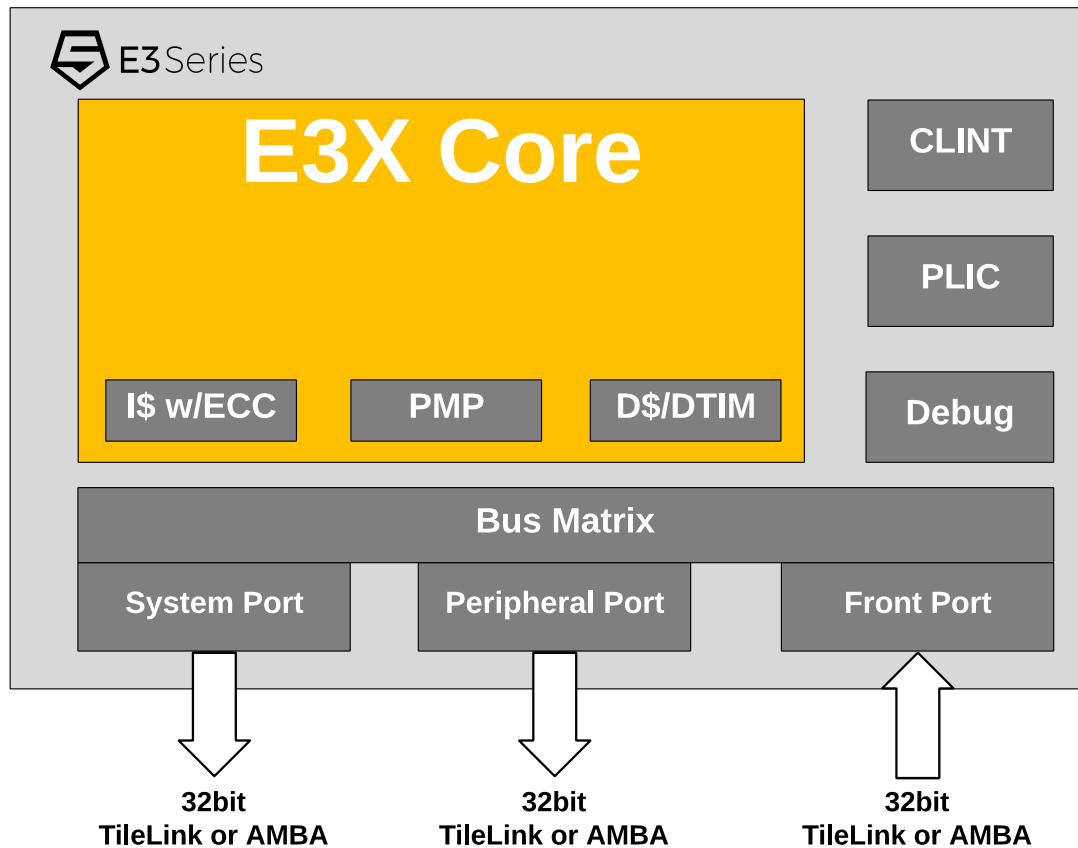 E3Series
E3X Core
CLINT
PLIC
I$ w/ECC
PMP
D$/DTIM
Debug
Bus Matrix
System Port
Peripheral Port
Front Port
32bit
TileLink or AMBA
32bit
TileLink or AMBA
32bit
TileLink or AMBA